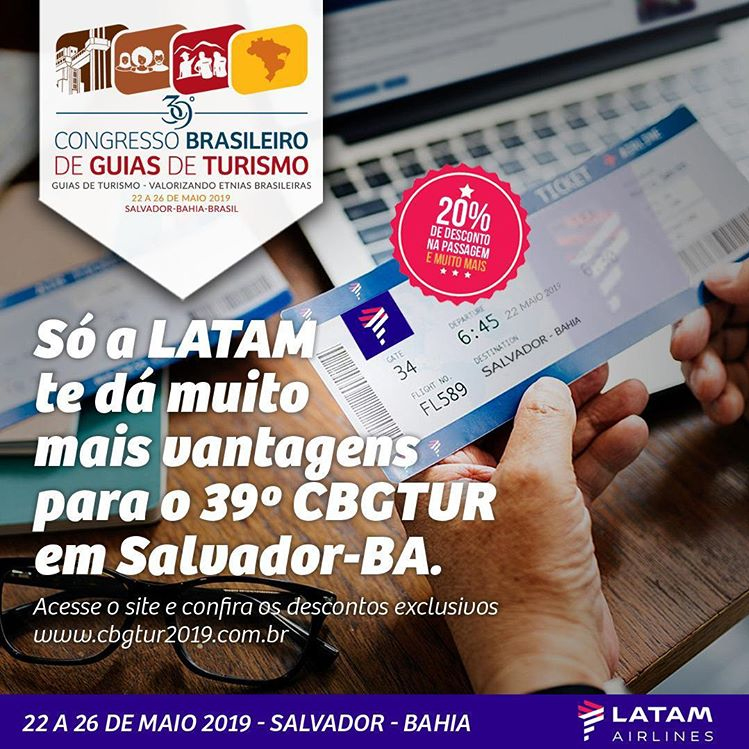 39º
CONGRESSO BRASILEIRO
DE GUIAS DE TURISMO
GUIAS DE TURISMO - VALORIZANDO ETNIAS BRASILEIRAS
22 A 26 DE MAIO 2019
SALVADOR-BAHIA-BRASIL
20%
DE DESCONTO
NA PASSAGEM
E MUITO MAIS
TICKET
GATE
34
DEPARTURE
6:45
22 MAIO 2019
FLIGHT NO.
FL589
DESTINATION
SALVADOR - BAHIA
Só a LATAM
te dá muito
mais vantagens
para o 39º CBGTUR
em Salvador-BA.
Acesse o site e confira os descontos exclusivos
www.cbgtur2019.com.br
22 A 26 DE MAIO 2019 - SALVADOR - BAHIA
LATAM
AIRLINES